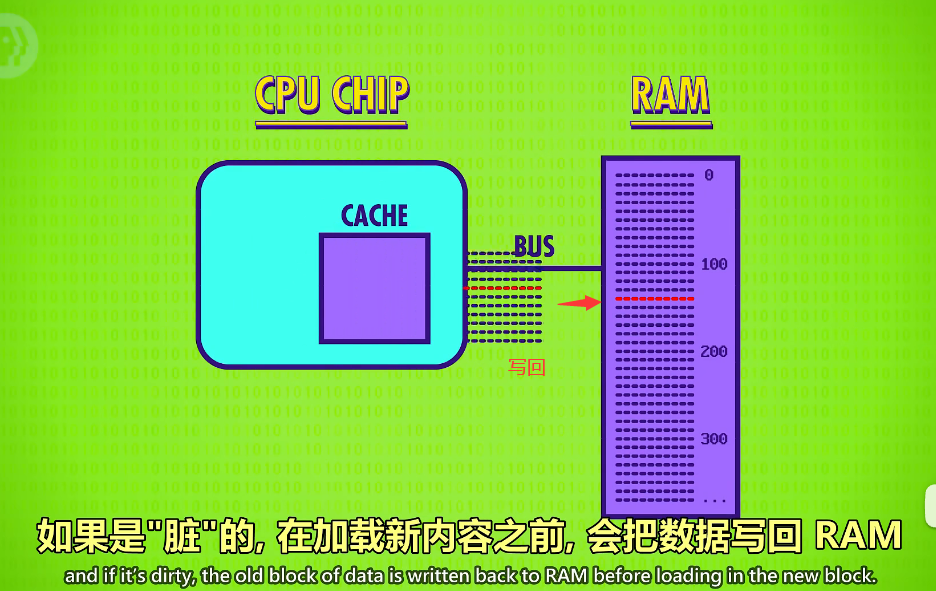 CPU CHIP
RAM
CACHE
BUS
0
100
200
300
...
写回
如果是"脏"的, 在加载新内容之前, 会把数据写回 RAM
and if it's dirty, the old block of data is written back to RAM before loading in the new block.